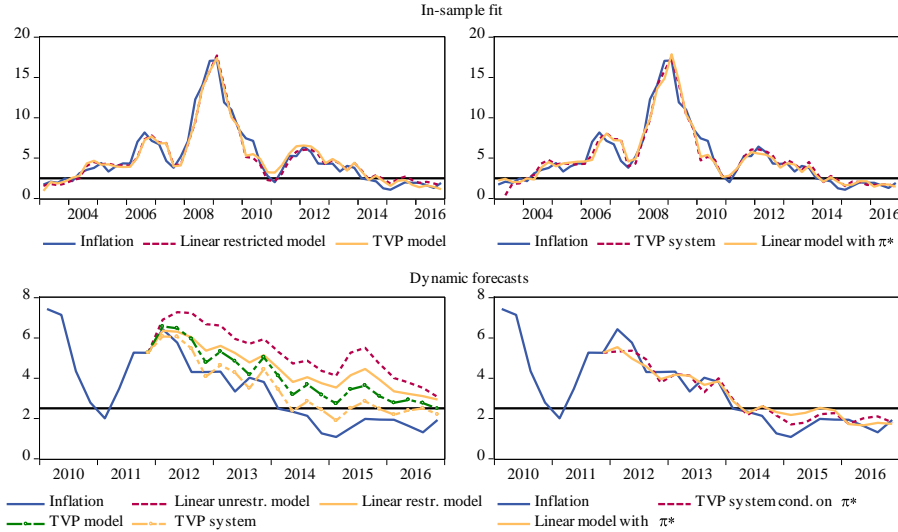 In-sample fit
20
15
10
5
0
2004 2006 2008 2010 2012 2014 2016
Inflation Linear restricted model TVP model
20
15
10
5
0
2004 2006 2008 2010 2012 2014 2016
Inflation TVP system Linear model with π*
Dynamic forecasts
8
6
4
2
0
2010 2011 2012 2013 2014 2015 2016
Inflation Linear unrestr. model Linear restr. model
TVP model TVP system
8
6
4
2
0
2010 2011 2012 2013 2014 2015 2016
Inflation TVP system cond. on π*
Linear model with π*